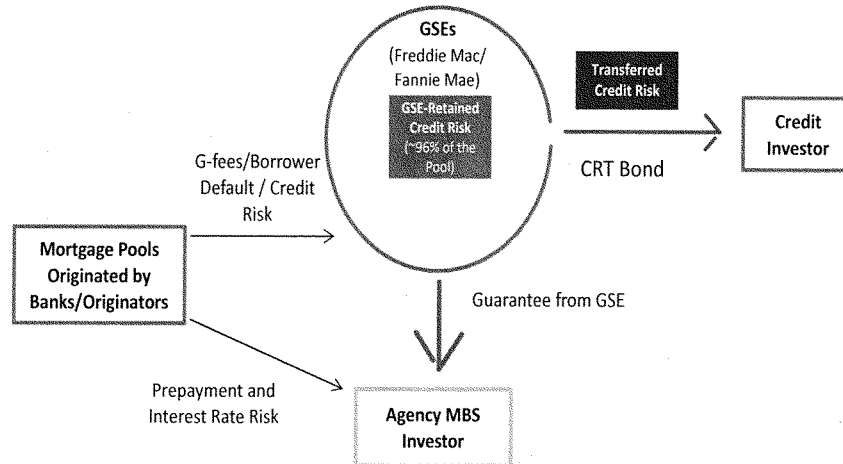 GSEs
(Freddie Mac/
Fannie Mae)
GSE-Retained
Credit Risk
(~96% of the
Pool)
Transferred
Credit Risk
CRT Bond
Credit
Investor
G-fees/Borrower
Default / Credit
Risk
Mortgage Pools
Originated by
Banks/Originators
Guarantee from GSE
Prepayment and
Interest Rate Risk
Agency MBS
Investor